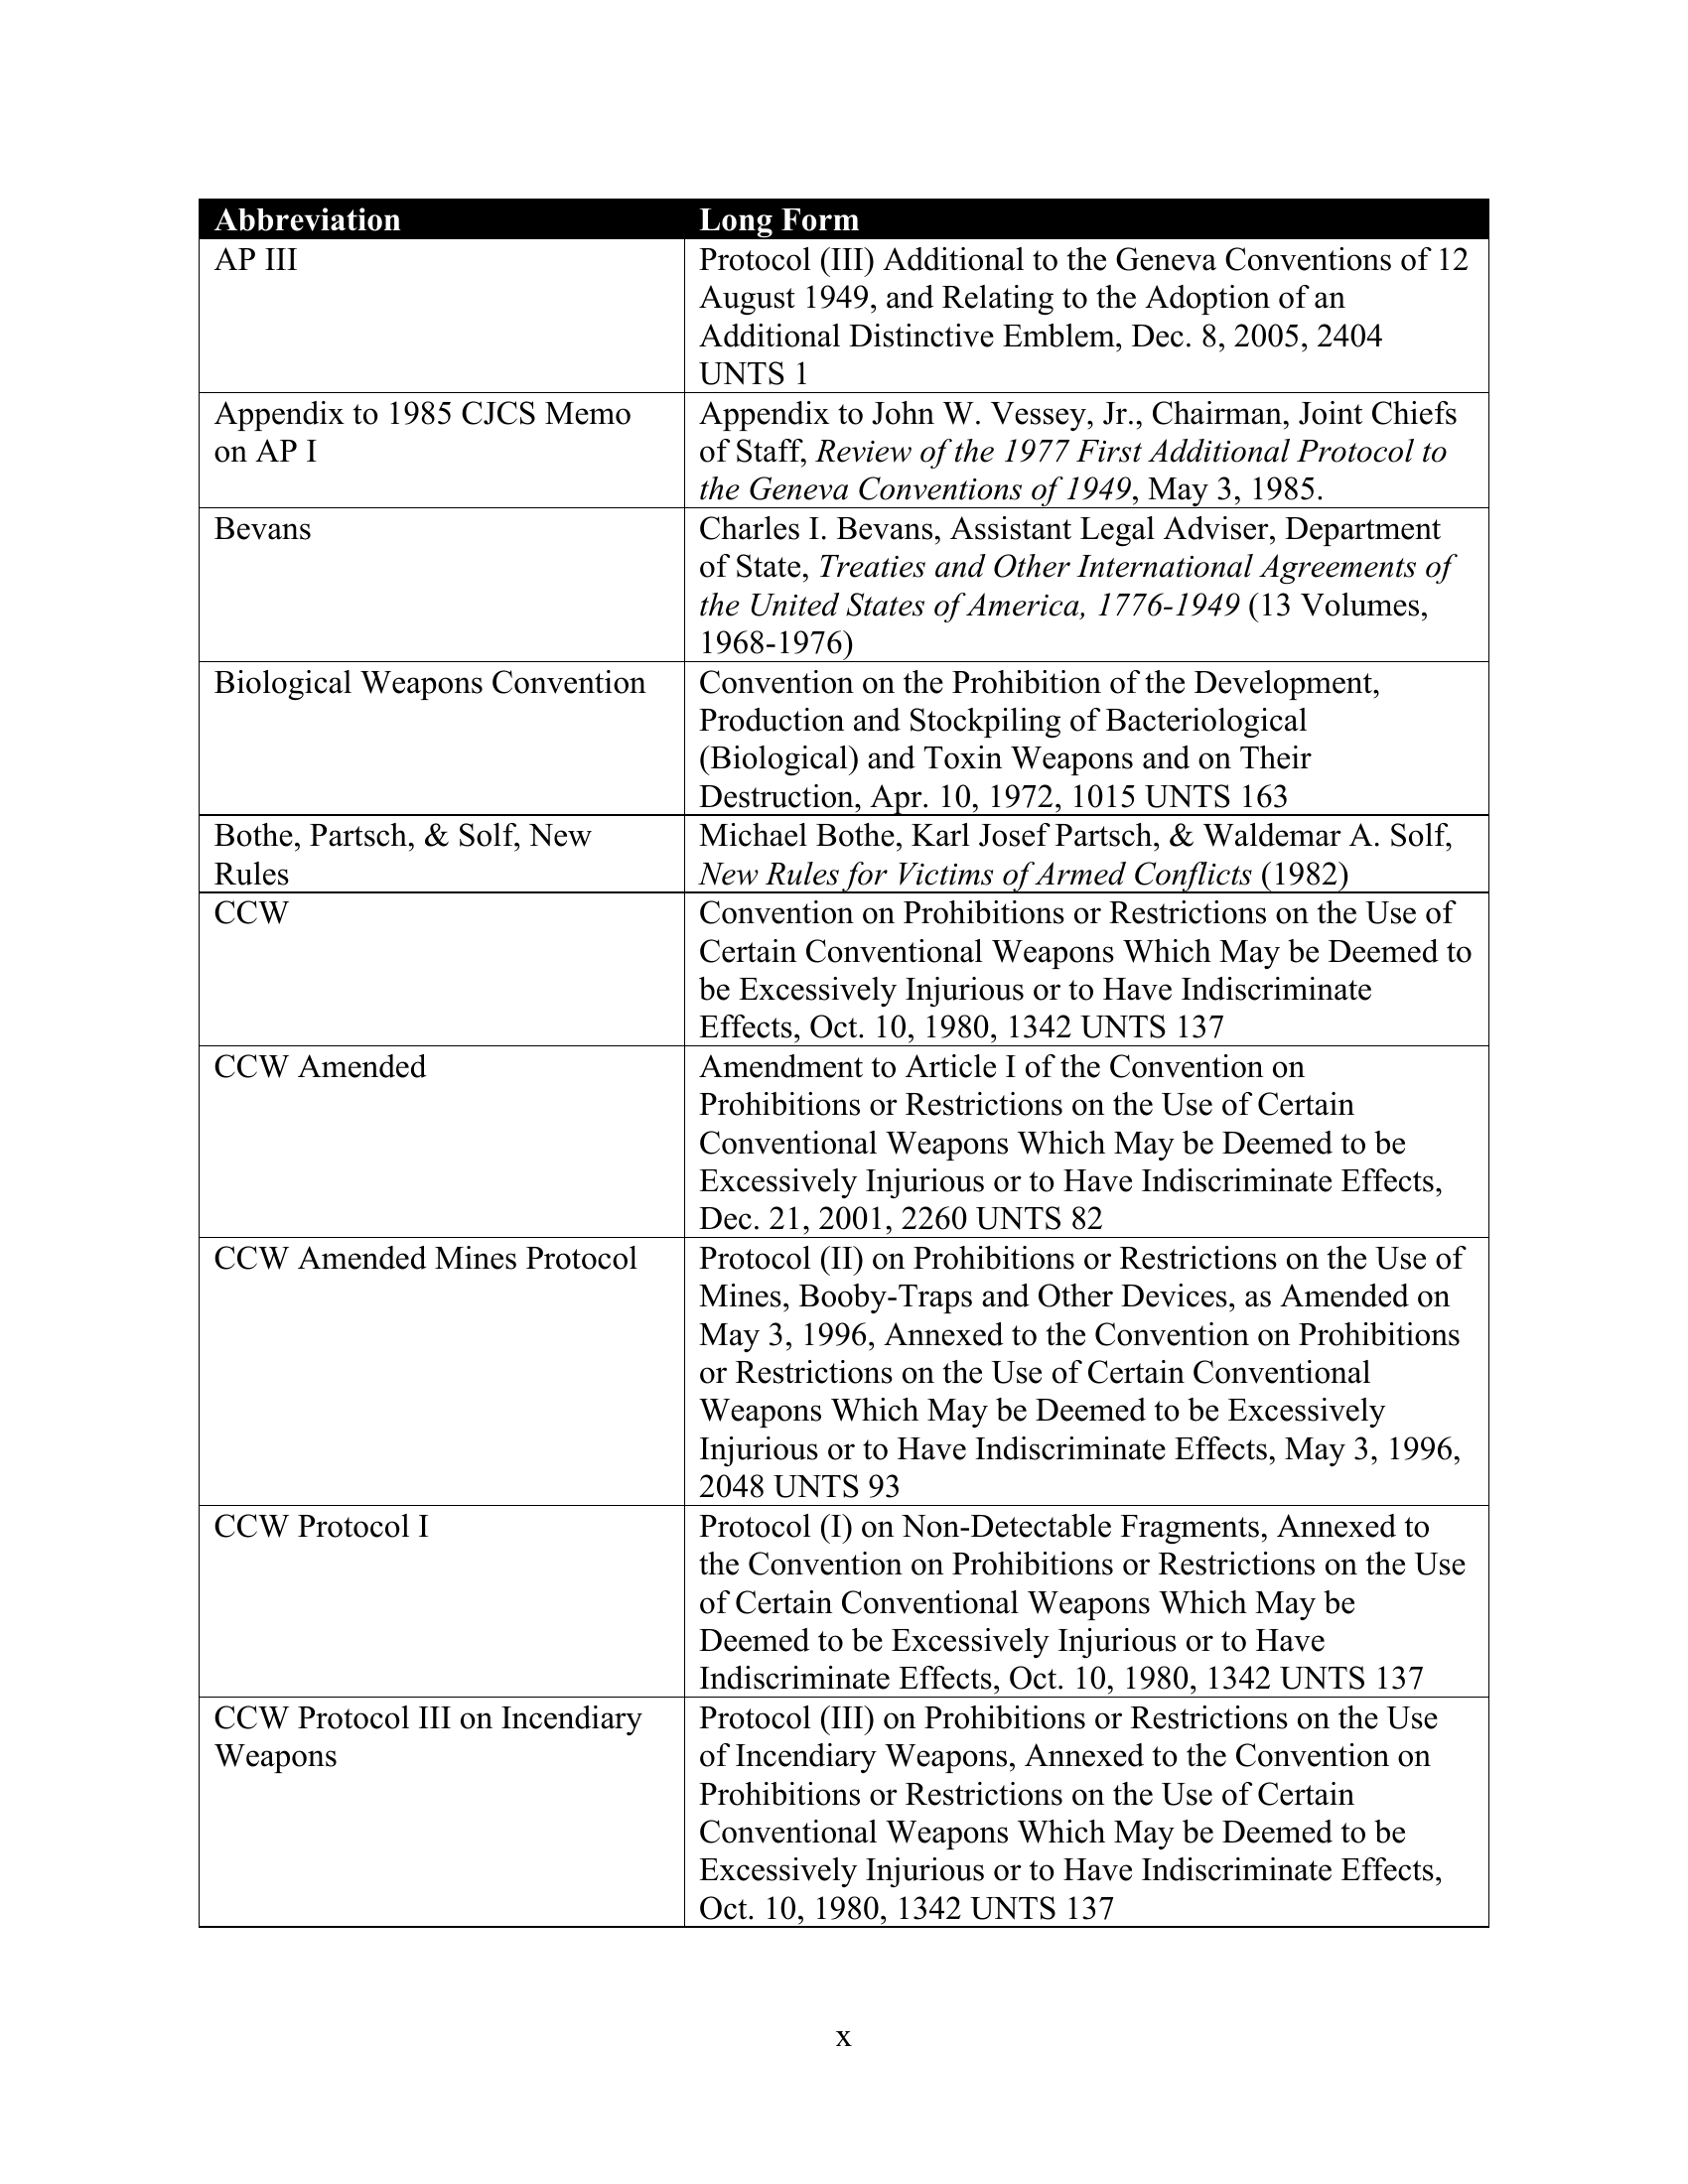 Abbreviation Long Form
AP III Protocol (III) Additional to the Geneva Conventions of 12
August 1949, and Relating to the Adoption of an
Additional Distinctive Emblem, Dec. 8, 2005, 2404
UNTS 1
Appendix to 1985 CJCS Memo Appendix to John W. Vessey, Jr., Chairman, Joint Chiefs
on AP I of Staff, Review of the 1977 First Additional Protocol to
the Geneva Conventions of 1949, May 3, 1985.
Bevans Charles I. Bevans, Assistant Legal Adviser, Department
of State, Treaties and Other International Agreements of
the United States of America, 1776-1949 (13 Volumes,
1968-1976)
Biological Weapons Convention Convention on the Prohibition of the Development,
Production and Stockpiling of Bacteriological
(Biological) and Toxin Weapons and on Their
Destruction, Apr. 10, 1972, 1015 UNTS 163
Bothe, Partsch, & Solf, New Michael Bothe, Karl Josef Partsch, & Waldemar A. Solf,
Rules New Rules for Victims of Armed Conflicts (1982)
CCW Convention on Prohibitions or Restrictions on the Use of
Certain Conventional Weapons Which May be Deemed to
be Excessively Injurious or to Have Indiscriminate
Effects, Oct. 10, 1980, 1342 UNTS 137
CCW Amended Amendment to Article I of the Convention on
Prohibitions or Restrictions on the Use of Certain
Conventional Weapons Which May be Deemed to be
Excessively Injurious or to Have Indiscriminate Effects,
Dec. 21, 2001, 2260 UNTS 82
CCW Amended Mines Protocol Protocol (II) on Prohibitions or Restrictions on the Use of
Mines, Booby-Traps and Other Devices, as Amended on
May 3, 1996, Annexed to the Convention on Prohibitions
or Restrictions on the Use of Certain Conventional
Weapons Which May be Deemed to be Excessively
Injurious or to Have Indiscriminate Effects, May 3, 1996,
2048 UNTS 93
CCW Protocol I Protocol (I) on Non-Detectable Fragments, Annexed to
the Convention on Prohibitions or Restrictions on the Use
of Certain Conventional Weapons Which May be
Deemed to be Excessively Injurious or to Have
Indiscriminate Effects, Oct. 10, 1980, 1342 UNTS 137
CCW Protocol III on Incendiary Protocol (III) on Prohibitions or Restrictions on the Use
Weapons of Incendiary Weapons, Annexed to the Convention on
Prohibitions or Restrictions on the Use of Certain
Conventional Weapons Which May be Deemed to be
Excessively Injurious or to Have Indiscriminate Effects,
Oct. 10, 1980, 1342 UNTS 137
x